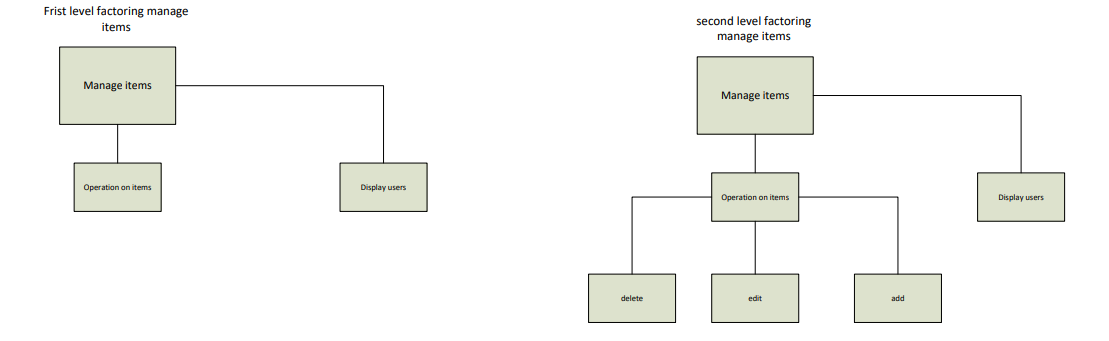 Frist level factoring manage
items
Manage items
Operation on items
Display users
second level factoring
manage items
Manage items
Operation on items
Display users
delete
edit
add